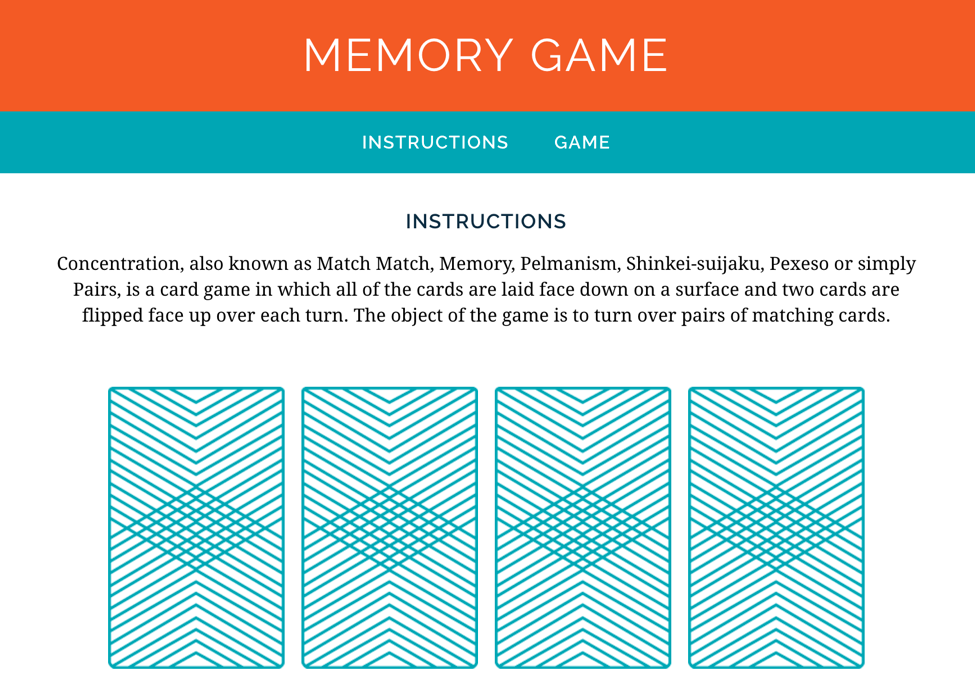 MEMORY GAME
INSTRUCTIONS GAME
INSTRUCTIONS
Concentration, also known as Match Match, Memory, Pelmanism, Shinkei-suijaku, Pexeso or simply
Pairs, is a card game in which all of the cards are laid face down on a surface and two cards are
flipped face up over each turn. The object of the game is to turn over pairs of matching cards.